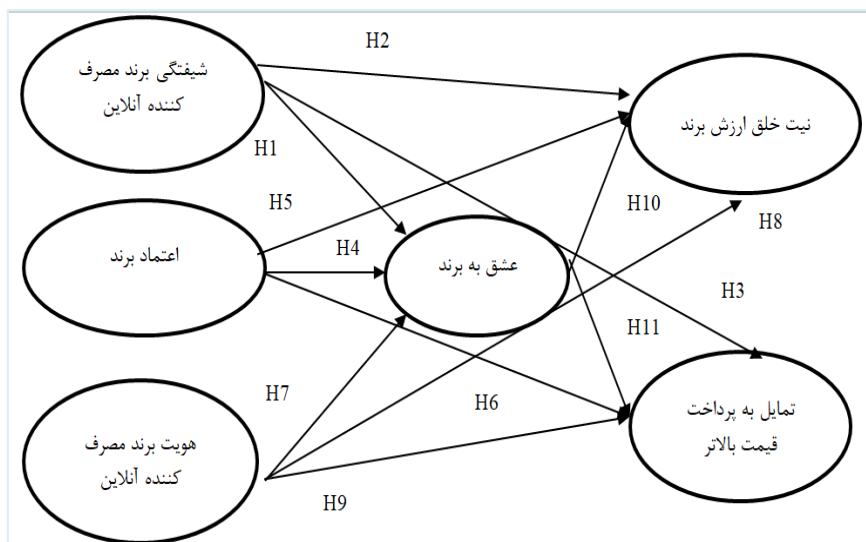 H2
شیفتگی برند مصرف
کننده آنلاین
نیت خلق ارزش برند
H1
H5
H10
H8
اعتماد برند
H4
عشق به برند
H3
H11
H7
H6
تمایل به پرداخت
قیمت بالاتر
هویت برند مصرف
کننده آنلاین
H9